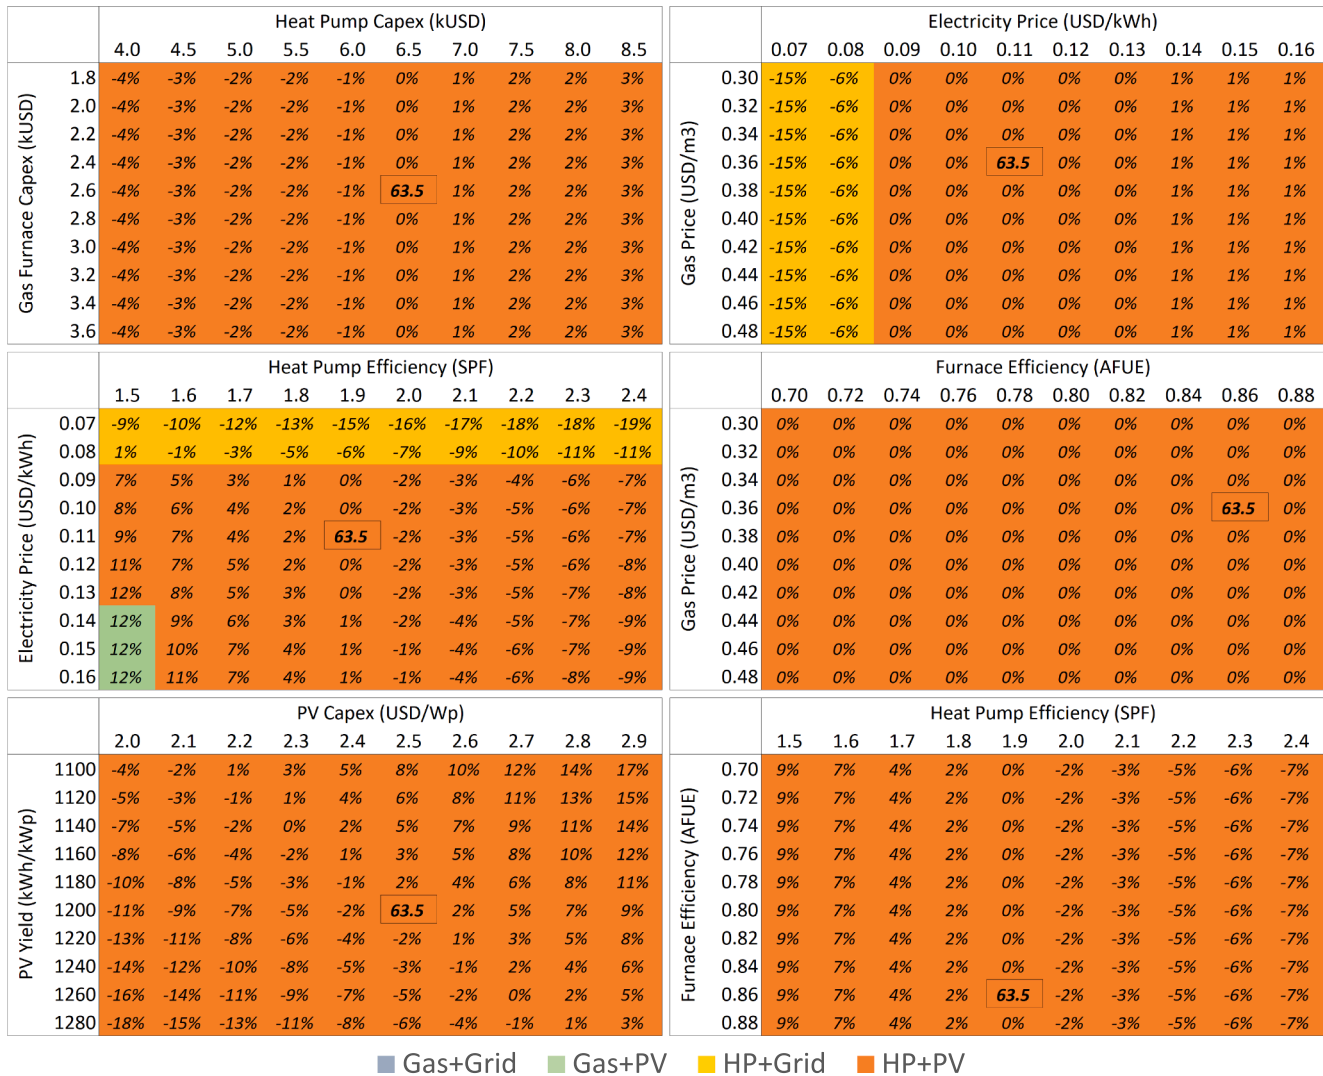 Heat Pump Capex (kUSD)
4.0 4.5 5.0 5.5 6.0 6.5 7.0 7.5 8.0 8.5
Gas Furnace Capex (kUSD)
1.8 -4% -3% -2% -2% -1% 0% 1% 2% 2% 3%
2.0 -4% -3% -2% -2% -1% 0% 1% 2% 2% 3%
2.2 -4% -3% -2% -2% -1% 0% 1% 2% 2% 3%
2.4 -4% -3% -2% -2% -1% 0% 1% 2% 2% 3%
2.6 -4% -3% -2% -2% -1% 63.5 1% 2% 2% 3%
2.8 -4% -3% -2% -2% -1% 0% 1% 2% 2% 3%
3.0 -4% -3% -2% -2% -1% 0% 1% 2% 2% 3%
3.2 -4% -3% -2% -2% -1% 0% 1% 2% 2% 3%
3.4 -4% -3% -2% -2% -1% 0% 1% 2% 2% 3%
3.6 -4% -3% -2% -2% -1% 0% 1% 2% 2% 3%
Electricity Price (USD/kWh)
0.07 0.08 0.09 0.10 0.11 0.12 0.13 0.14 0.15 0.16
Gas Price (USD/m3)
0.30 -15% -6% 0% 0% 0% 0% 0% 1% 1% 1%
0.32 -15% -6% 0% 0% 0% 0% 0% 1% 1% 1%
0.34 -15% -6% 0% 0% 0% 0% 0% 1% 1% 1%
0.36 -15% -6% 0% 0% 63.5 0% 0% 1% 1% 1%
0.38 -15% -6% 0% 0% 0% 0% 0% 1% 1% 1%
0.40 -15% -6% 0% 0% 0% 0% 0% 1% 1% 1%
0.42 -15% -6% 0% 0% 0% 0% 0% 1% 1% 1%
0.44 -15% -6% 0% 0% 0% 0% 0% 1% 1% 1%
0.46 -15% -6% 0% 0% 0% 0% 0% 1% 1% 1%
0.48 -15% -6% 0% 0% 0% 0% 0% 1% 1% 1%
Heat Pump Efficiency (SPF)
1.5 1.6 1.7 1.8 1.9 2.0 2.1 2.2 2.3 2.4
Electricity Price (USD/kWh)
0.07 -9% -10% -12% -13% -15% -16% -17% -18% -18% -19%
0.08 1% -1% -3% -5% -6% -7% -9% -10% -11% -11%
0.09 7% 5% 3% 1% 0% -2% -3% -4% -6% -7%
0.10 8% 6% 4% 2% 0% -2% -3% -5% -6% -7%
0.11 9% 7% 4% 2% 63.5 -2% -3% -5% -6% -7%
0.12 11% 7% 5% 2% 0% -2% -3% -5% -6% -8%
0.13 12% 8% 5% 3% 0% -2% -3% -5% -7% -8%
0.14 12% 9% 6% 3% 1% -2% -4% -5% -7% -9%
0.15 12% 10% 7% 4% 1% -1% -4% -6% -7% -9%
0.16 12% 11% 7% 4% 1% -1% -4% -6% -8% -9%
Furnace Efficiency (AFUE)
0.70 0.72 0.74 0.76 0.78 0.80 0.82 0.84 0.86 0.88
Gas Price (USD/m3)
0.30 0% 0% 0% 0% 0% 0% 0% 0% 0% 0%
0.32 0% 0% 0% 0% 0% 0% 0% 0% 0% 0%
0.34 0% 0% 0% 0% 0% 0% 0% 0% 0% 0%
0.36 0% 0% 0% 0% 0% 0% 0% 0% 63.5 0%
0.38 0% 0% 0% 0% 0% 0% 0% 0% 0% 0%
0.40 0% 0% 0% 0% 0% 0% 0% 0% 0% 0%
0.42 0% 0% 0% 0% 0% 0% 0% 0% 0% 0%
0.44 0% 0% 0% 0% 0% 0% 0% 0% 0% 0%
0.46 0% 0% 0% 0% 0% 0% 0% 0% 0% 0%
0.48 0% 0% 0% 0% 0% 0% 0% 0% 0% 0%
PV Capex (USD/Wp)
2.0 2.1 2.2 2.3 2.4 2.5 2.6 2.7 2.8 2.9
PV Yield (kWh/kWp)
1100 -4% -2% 1% 3% 5% 8% 10% 12% 14% 17%
1120 -5% -3% -1% 1% 4% 6% 8% 11% 13% 15%
1140 -7% -5% -2% 0% 2% 5% 7% 9% 11% 14%
1160 -8% -6% -4% -2% 1% 3% 5% 8% 10% 12%
1180 -10% -8% -5% -3% -1% 2% 4% 6% 8% 11%
1200 -11% -9% -7% -5% -2% 63.5 2% 5% 7% 9%
1220 -13% -11% -8% -6% -4% -2% 1% 3% 5% 8%
1240 -14% -12% -10% -8% -5% -3% -1% 2% 4% 6%
1260 -16% -14% -11% -9% -7% -5% -2% 0% 2% 5%
1280 -18% -15% -13% -11% -8% -6% -4% -1% 1% 3%
Heat Pump Efficiency (SPF)
1.5 1.6 1.7 1.8 1.9 2.0 2.1 2.2 2.3 2.4
Furnace Efficiency (AFUE)
0.70 9% 7% 4% 2% 0% -2% -3% -5% -6% -7%
0.72 9% 7% 4% 2% 0% -2% -3% -5% -6% -7%
0.74 9% 7% 4% 2% 0% -2% -3% -5% -6% -7%
0.76 9% 7% 4% 2% 0% -2% -3% -5% -6% -7%
0.78 9% 7% 4% 2% 0% -2% -3% -5% -6% -7%
0.80 9% 7% 4% 2% 0% -2% -3% -5% -6% -7%
0.82 9% 7% 4% 2% 0% -2% -3% -5% -6% -7%
0.84 9% 7% 4% 2% 0% -2% -3% -5% -6% -7%
0.86 9% 7% 4% 2% 63.5 -2% -3% -5% -6% -7%
0.88 9% 7% 4% 2% 0% -2% -3% -5% -6% -7%
Gas+Grid Gas+PV HP+Grid HP+PV